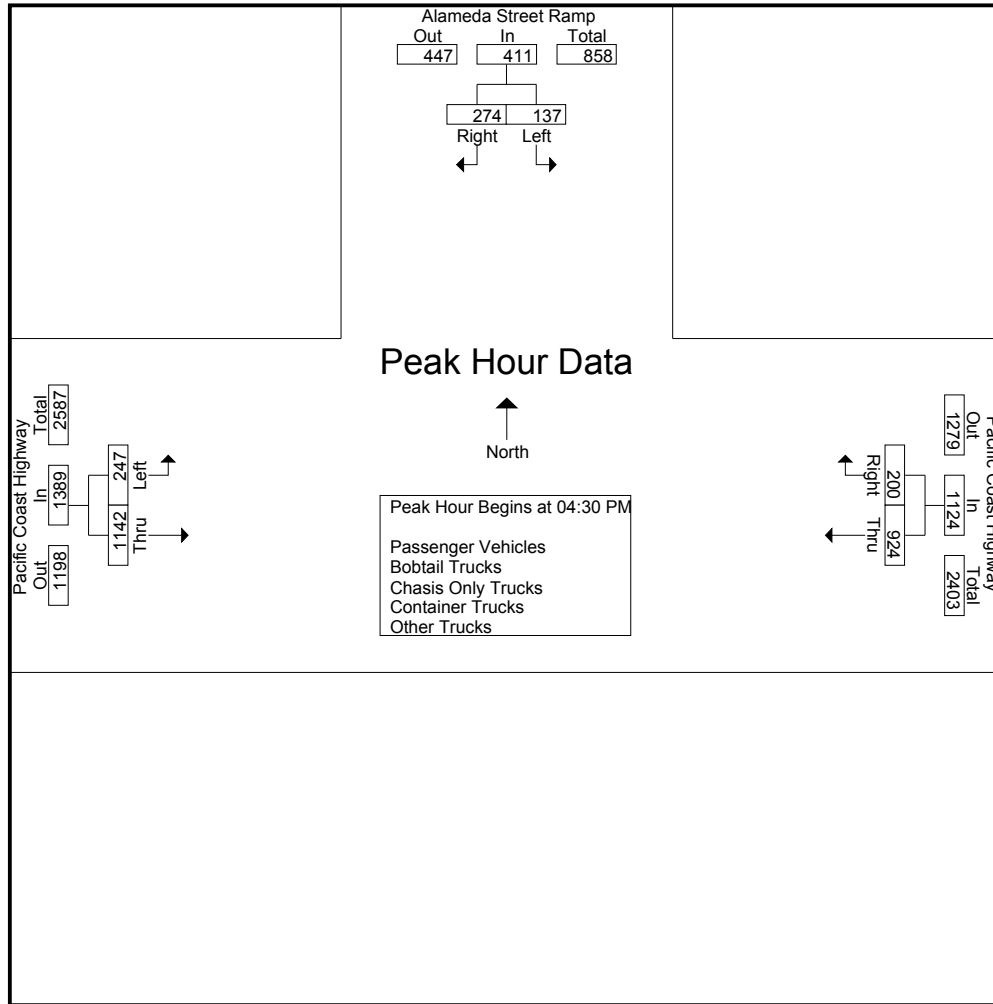 Alameda Street Ramp
Out In Total
447 411 858
274 137
Right Left
Peak Hour Data
North
Peak Hour Begins at 04:30 PM
Passenger Vehicles
Bobtail Trucks
Chasis Only Trucks
Container Trucks
Other Trucks
Pacific Coast Highway
Out In Total
1198 1389 2587
1142 247
Thru Left
Pacific Coast Highway
Out In Total
1279 1124 2403
200 924
Right Thru